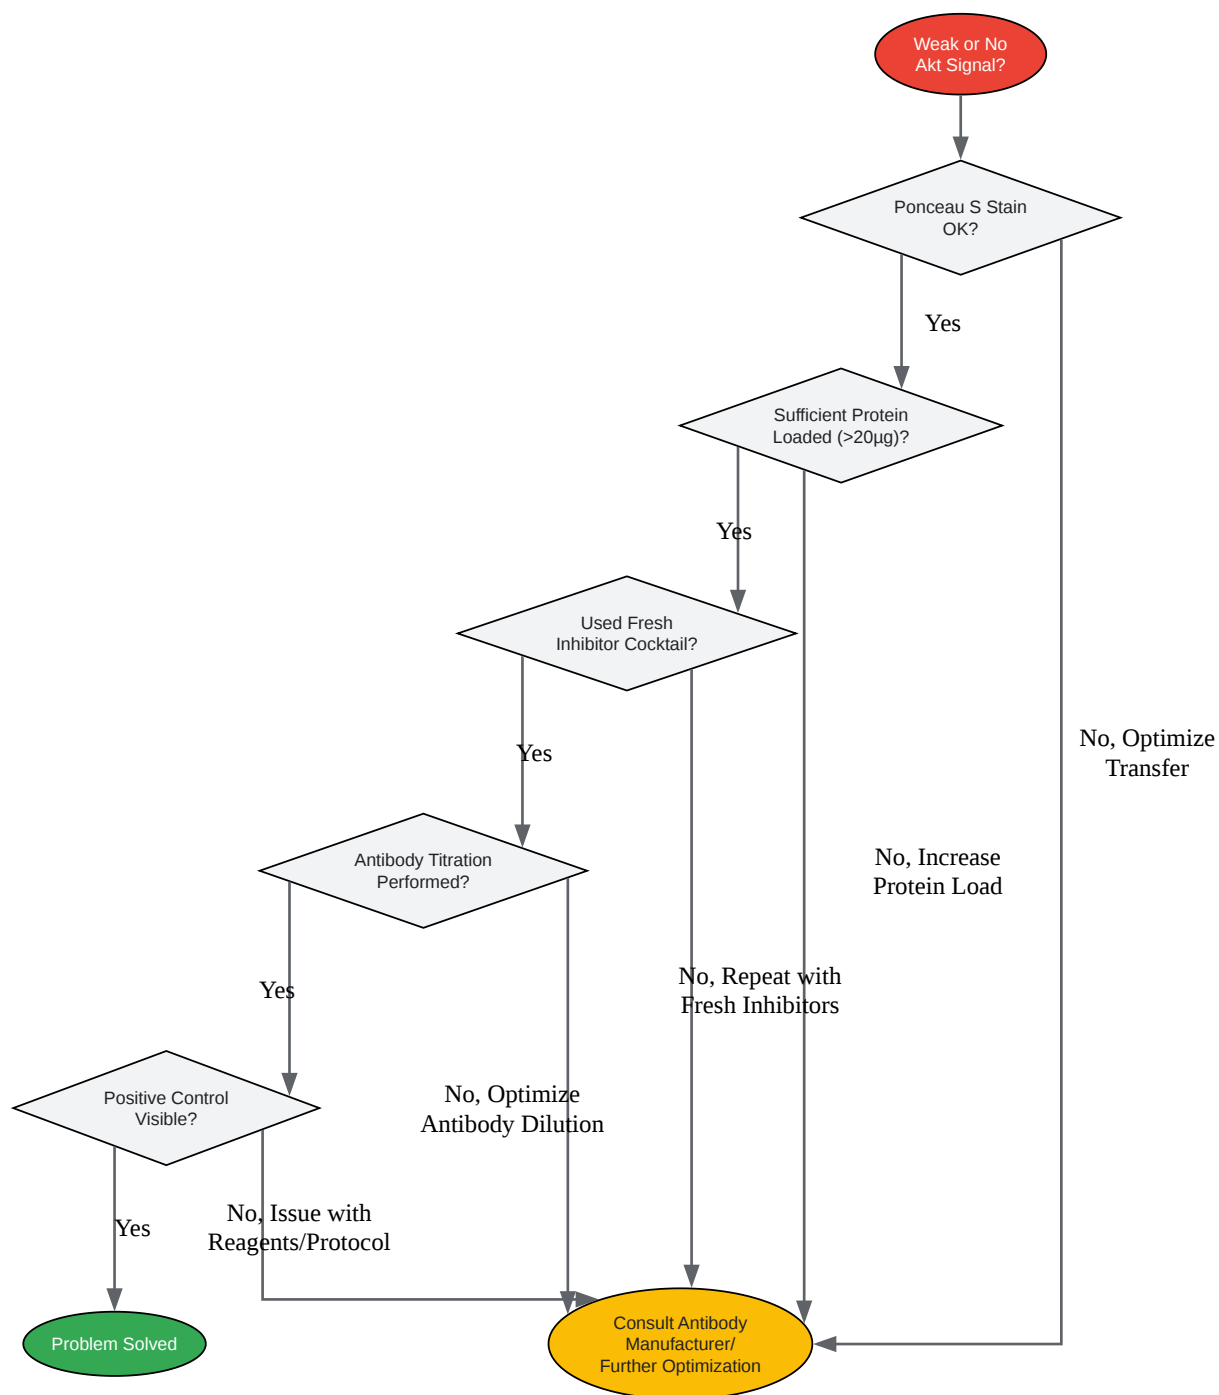 Weak or No
Akt Signal?
Ponceau S Stain
OK?
Yes
Sufficient Protein
Loaded (>20µg)?
Yes
Used Fresh
Inhibitor Cocktail?
No, Optimize
Transfer
Yes
Antibody Titration
Performed?
No, Increase
Protein Load
Yes
No, Repeat with
Fresh Inhibitors
Positive Control
Visible?
No, Optimize
Antibody Dilution
Yes
No, Issue with
Reagents/Protocol
Problem Solved
Consult Antibody
Manufacturer/
Further Optimization